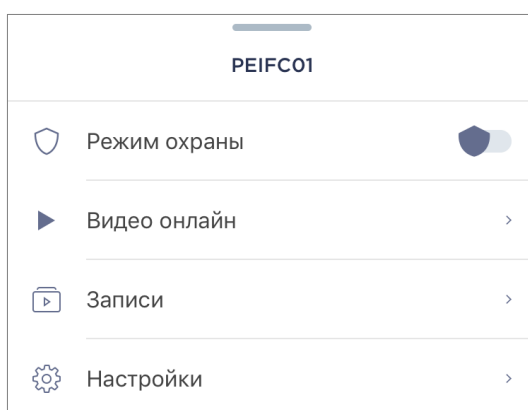 PEIFC01
Режим охраны
Видео онлайн
Записи
Настройки